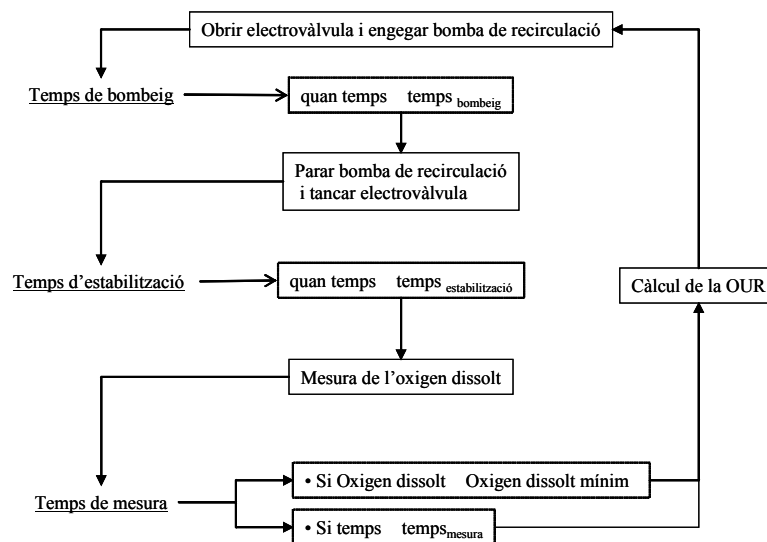 Obrir electrovàlvula i engegar bomba de recirculació
Temps de bombeig
quan temps temps bombeig
Parar bomba de recirculació
i tancar electrovàlvula
Temps d’estabilització
quan temps temps estabilització
Càlcul de la OUR
Mesura de l’oxigen dissolt
• Si Oxigen dissolt Oxigen dissolt mínim
Temps de mesura
• Si temps temps mesura